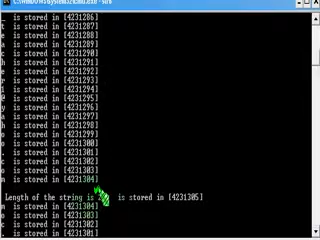 C:\WINDOWS\system32\cmd.exe - str6
_ is stored in [4231286]
t is stored in [4231287]
e is stored in [4231288]
a is stored in [4231289]
c is stored in [4231290]
h is stored in [4231291]
e is stored in [4231292]
r is stored in [4231293]
1 is stored in [4231294]
@ is stored in [4231295]
y is stored in [4231296]
a is stored in [4231297]
h is stored in [4231298]
o is stored in [4231299]
o is stored in [4231300]
. is stored in [4231301]
c is stored in [4231302]
o is stored in [4231303]
m is stored in [4231304]
Length of the string is is stored in [4231305]
m is stored in [4231304]
o is stored in [4231303]
c is stored in [4231302]
. is stored in [4231301]